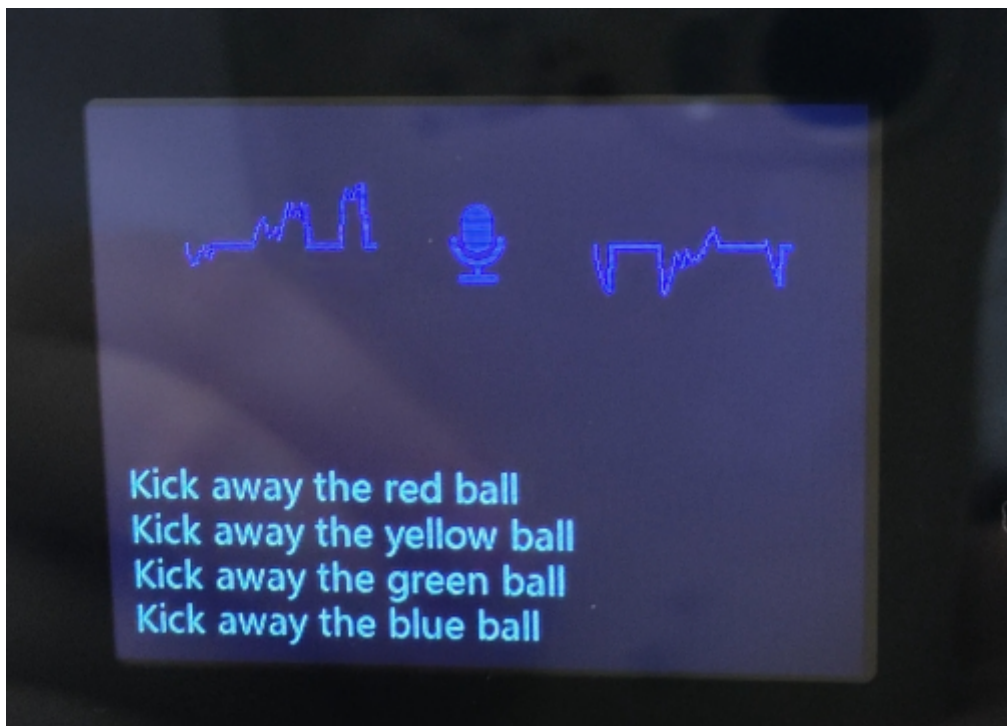 Kick away the red ball
Kick away the yellow ball
Kick away the green ball
Kick away the blue ball